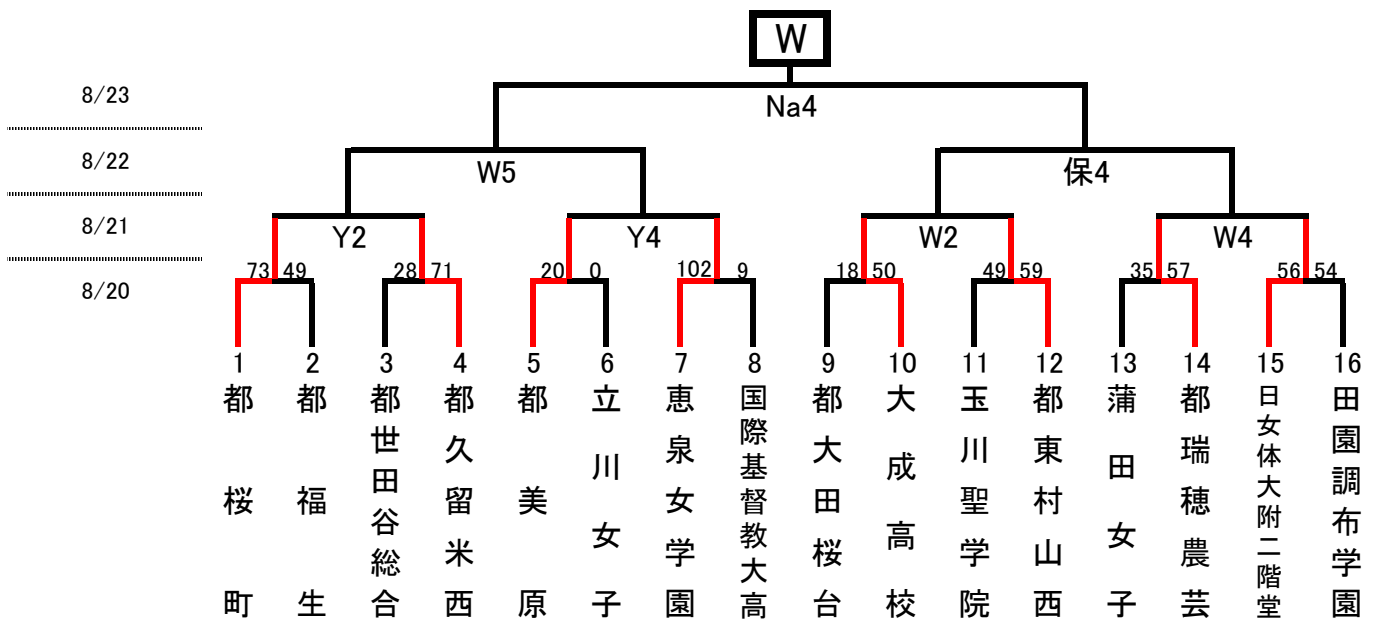 W
8/23
Na4
8/22
W5
保4
8/21
Y2
Y4
W2
W4
8/20
73 49
28 71
20 0
102 9
18 50
49 59
35 57
56 54
1 2 3 4 5 6 7 8 9 10 11 12 13 14 15 16
都桜町
都福生
都世田谷総合
都久留米西
都美原
立川女子
恵泉女学園
国際基督教大高
都大田桜台
大成高校
玉川聖学院
都東村山西
蒲田女子
都瑞穂農芸
日女体大附二階堂
田園調布学園